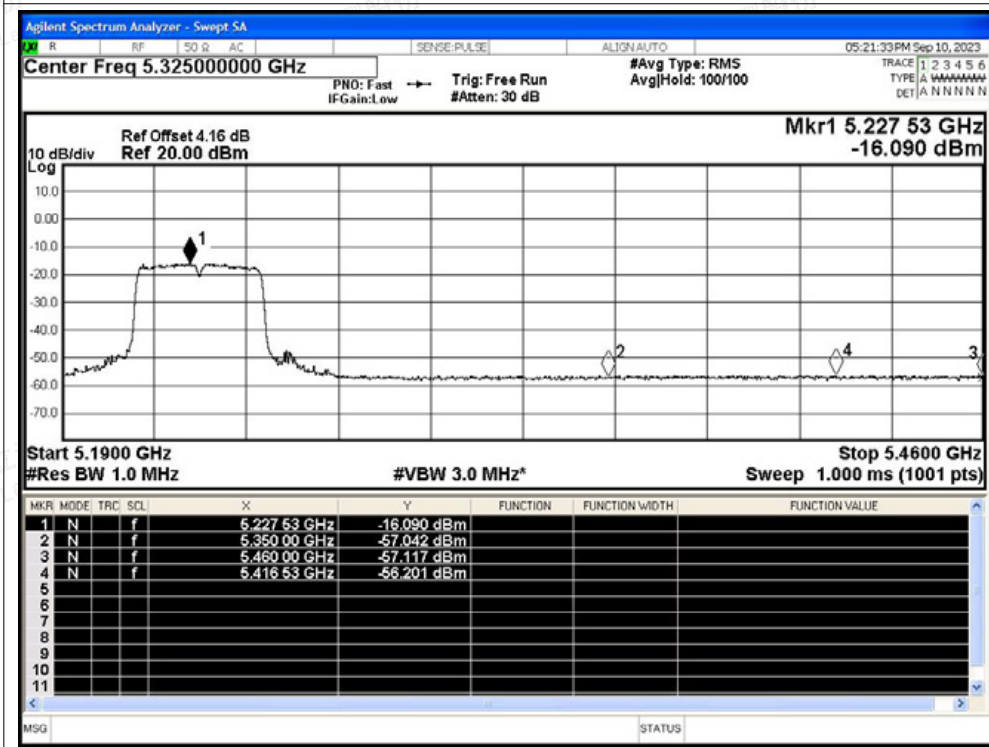 Agilent Spectrum Analyzer - Swept SA
LXI R RF 50 Ω AC SENSE:PULSE ALIGN AUTO 05:21:33 PM Sep 10, 2023
Center Freq 5.325000000 GHz
PNO: Fast
IFGain:Low
Trig: Free Run
#Atten: 30 dB
#Avg Type: RMS
Avg|Hold: 100/100
TRACE 1 2 3 4 5 6
TYPE A WWWWW
DET A N N N N N
Ref Offset 4.16 dB
10 dB/div Ref 20.00 dBm
Log
Mkr1 5.227 53 GHz
-16.090 dBm
10.0
0.00
-10.0
-20.0
-30.0
-40.0
-50.0
-60.0
-70.0
1
2
4
3
Start 5.1900 GHz Stop 5.4600 GHz
#Res BW 1.0 MHz #VBW 3.0 MHz* Sweep 1.000 ms (1001 pts)
MKR MODE TRC SCL X Y FUNCTION FUNCTION WIDTH FUNCTION VALUE
1 N f 5.227 53 GHz -16.090 dBm
2 N f 5.350 00 GHz -57.042 dBm
3 N f 5.460 00 GHz -57.117 dBm
4 N f 5.416 53 GHz -56.201 dBm
5
6
7
8
9
10
11
MSG STATUS